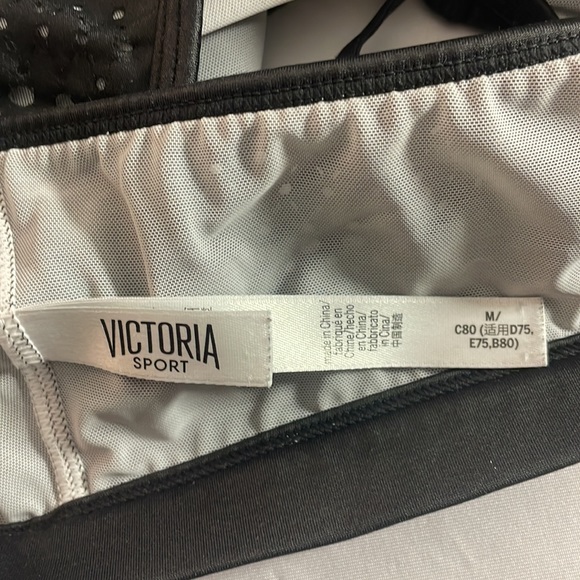 VICTORIA
SPORT
made in China/
fabriqué en
Chine/hecho
en China/
fabbricato
in Cina/
中国制造
M/
C80 (适用D75,
E75,B80)